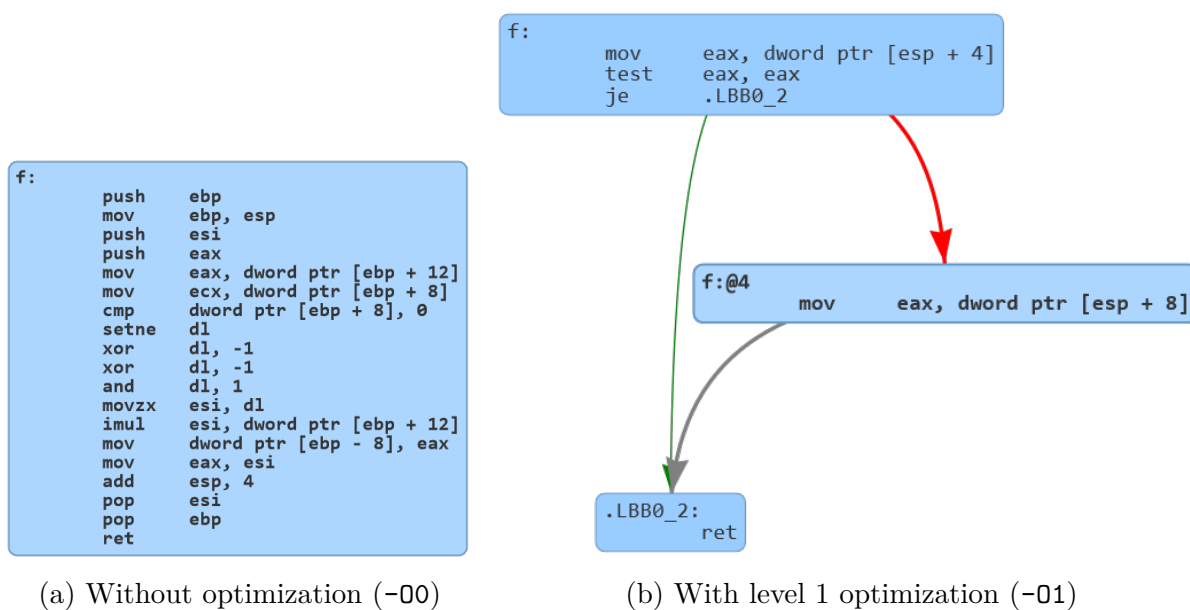 f:
push ebp
mov ebp, esp
push esi
push eax
mov eax, dword ptr [ebp + 12]
mov ecx, dword ptr [ebp + 8]
cmp dword ptr [ebp + 8], 0
setne dl
xor dl, -1
xor dl, -1
and dl, 1
movzx esi, dl
imul esi, dword ptr [ebp + 12]
mov dword ptr [ebp - 8], eax
mov eax, esi
add esp, 4
pop esi
pop ebp
ret
(a) Without optimization (-O0)
f:
mov eax, dword ptr [esp + 4]
test eax, eax
je .LBB0_2
f:@4
mov eax, dword ptr [esp + 8]
.LBB0_2:
ret
(b) With level 1 optimization (-O1)